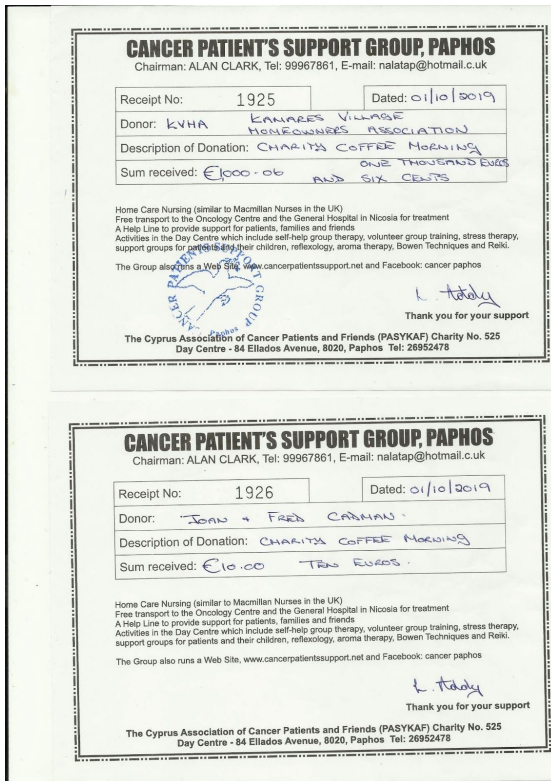 CANCER PATIENT'S SUPPORT GROUP, PAPHOS
Chairman: ALAN CLARK, Tel: 99967861, E-mail: nalatap@hotmail.c.uk
Receipt No: 1925 Dated: 01/10/2019
Donor: KVHA KAMARES VILLAGE
HOMEOWNERS ASSOCIATION
Description of Donation: CHARITY COFFEE MORNING
Sum received: €1,000-06 ONE THOUSAND EUROS
AND SIX CENTS
Home Care Nursing (similar to Macmillan Nurses in the UK)
Free transport to the Oncology Centre and the General Hospital in Nicosia for treatment
A Help Line to provide support for patients, families and friends
Activities in the Day Centre which include self-help group therapy, volunteer group training, stress therapy,
support groups for patients and their children, reflexology, aroma therapy, Bowen Techniques and Reiki.
The Group also runs a Web Site, www.cancerpatientssupport.net and Facebook: cancer paphos
CANCER PATIENTS SUPPORT GROUP
Paphos
Thank you for your support
The Cyprus Association of Cancer Patients and Friends (PASYKAF) Charity No. 525
Day Centre - 84 Ellados Avenue, 8020, Paphos Tel: 26952478
CANCER PATIENT'S SUPPORT GROUP, PAPHOS
Chairman: ALAN CLARK, Tel: 99967861, E-mail: nalatap@hotmail.c.uk
Receipt No: 1926 Dated: 01/10/2019
Donor: JOAN + FRED CADMAN.
Description of Donation: CHARITY COFFEE MORNING
Sum received: €10.00 TEN EUROS.
Home Care Nursing (similar to Macmillan Nurses in the UK)
Free transport to the Oncology Centre and the General Hospital in Nicosia for treatment
A Help Line to provide support for patients, families and friends
Activities in the Day Centre which include self-help group therapy, volunteer group training, stress therapy,
support groups for patients and their children, reflexology, aroma therapy, Bowen Techniques and Reiki.
The Group also runs a Web Site, www.cancerpatientssupport.net and Facebook: cancer paphos
Thank you for your support
The Cyprus Association of Cancer Patients and Friends (PASYKAF) Charity No. 525
Day Centre - 84 Ellados Avenue, 8020, Paphos Tel: 26952478